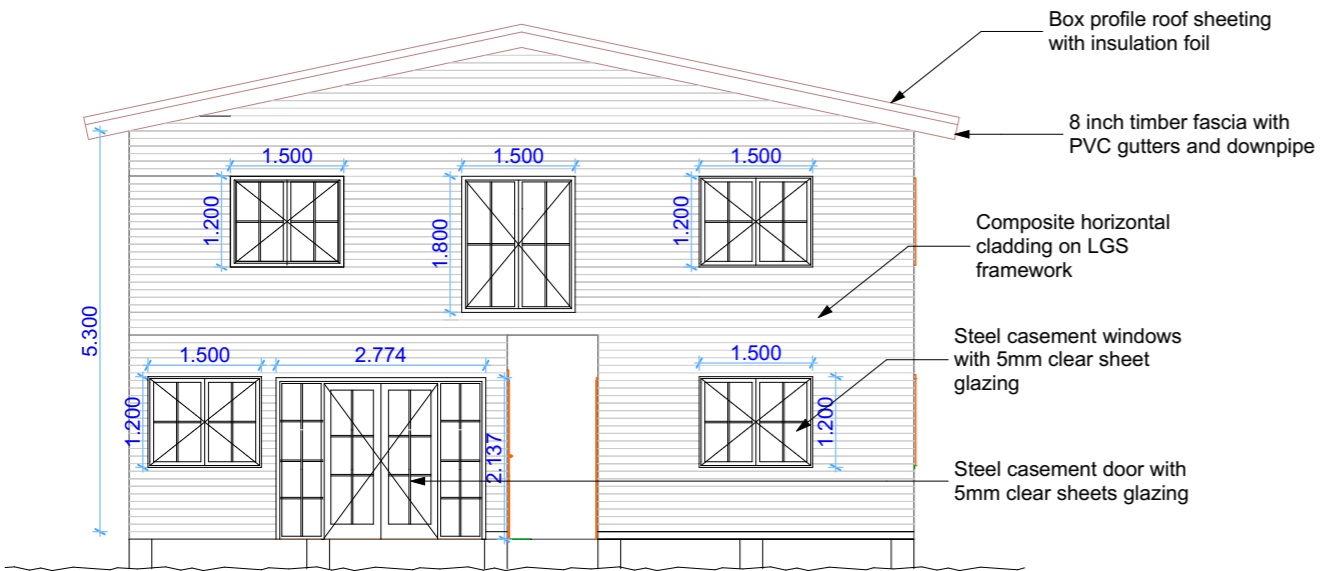 Box profile roof sheeting
with insulation foil
8 inch timber fascia with
PVC gutters and downpipe
1.500
1.500
1.500
1.200
1.800
1.200
Composite horizontal
cladding on LGS
framework
5.300
Steel casement windows
with 5mm clear sheet
glazing
1.500
2.774
1.500
1.200
2.137
1.200
Steel casement door with
5mm clear sheets glazing